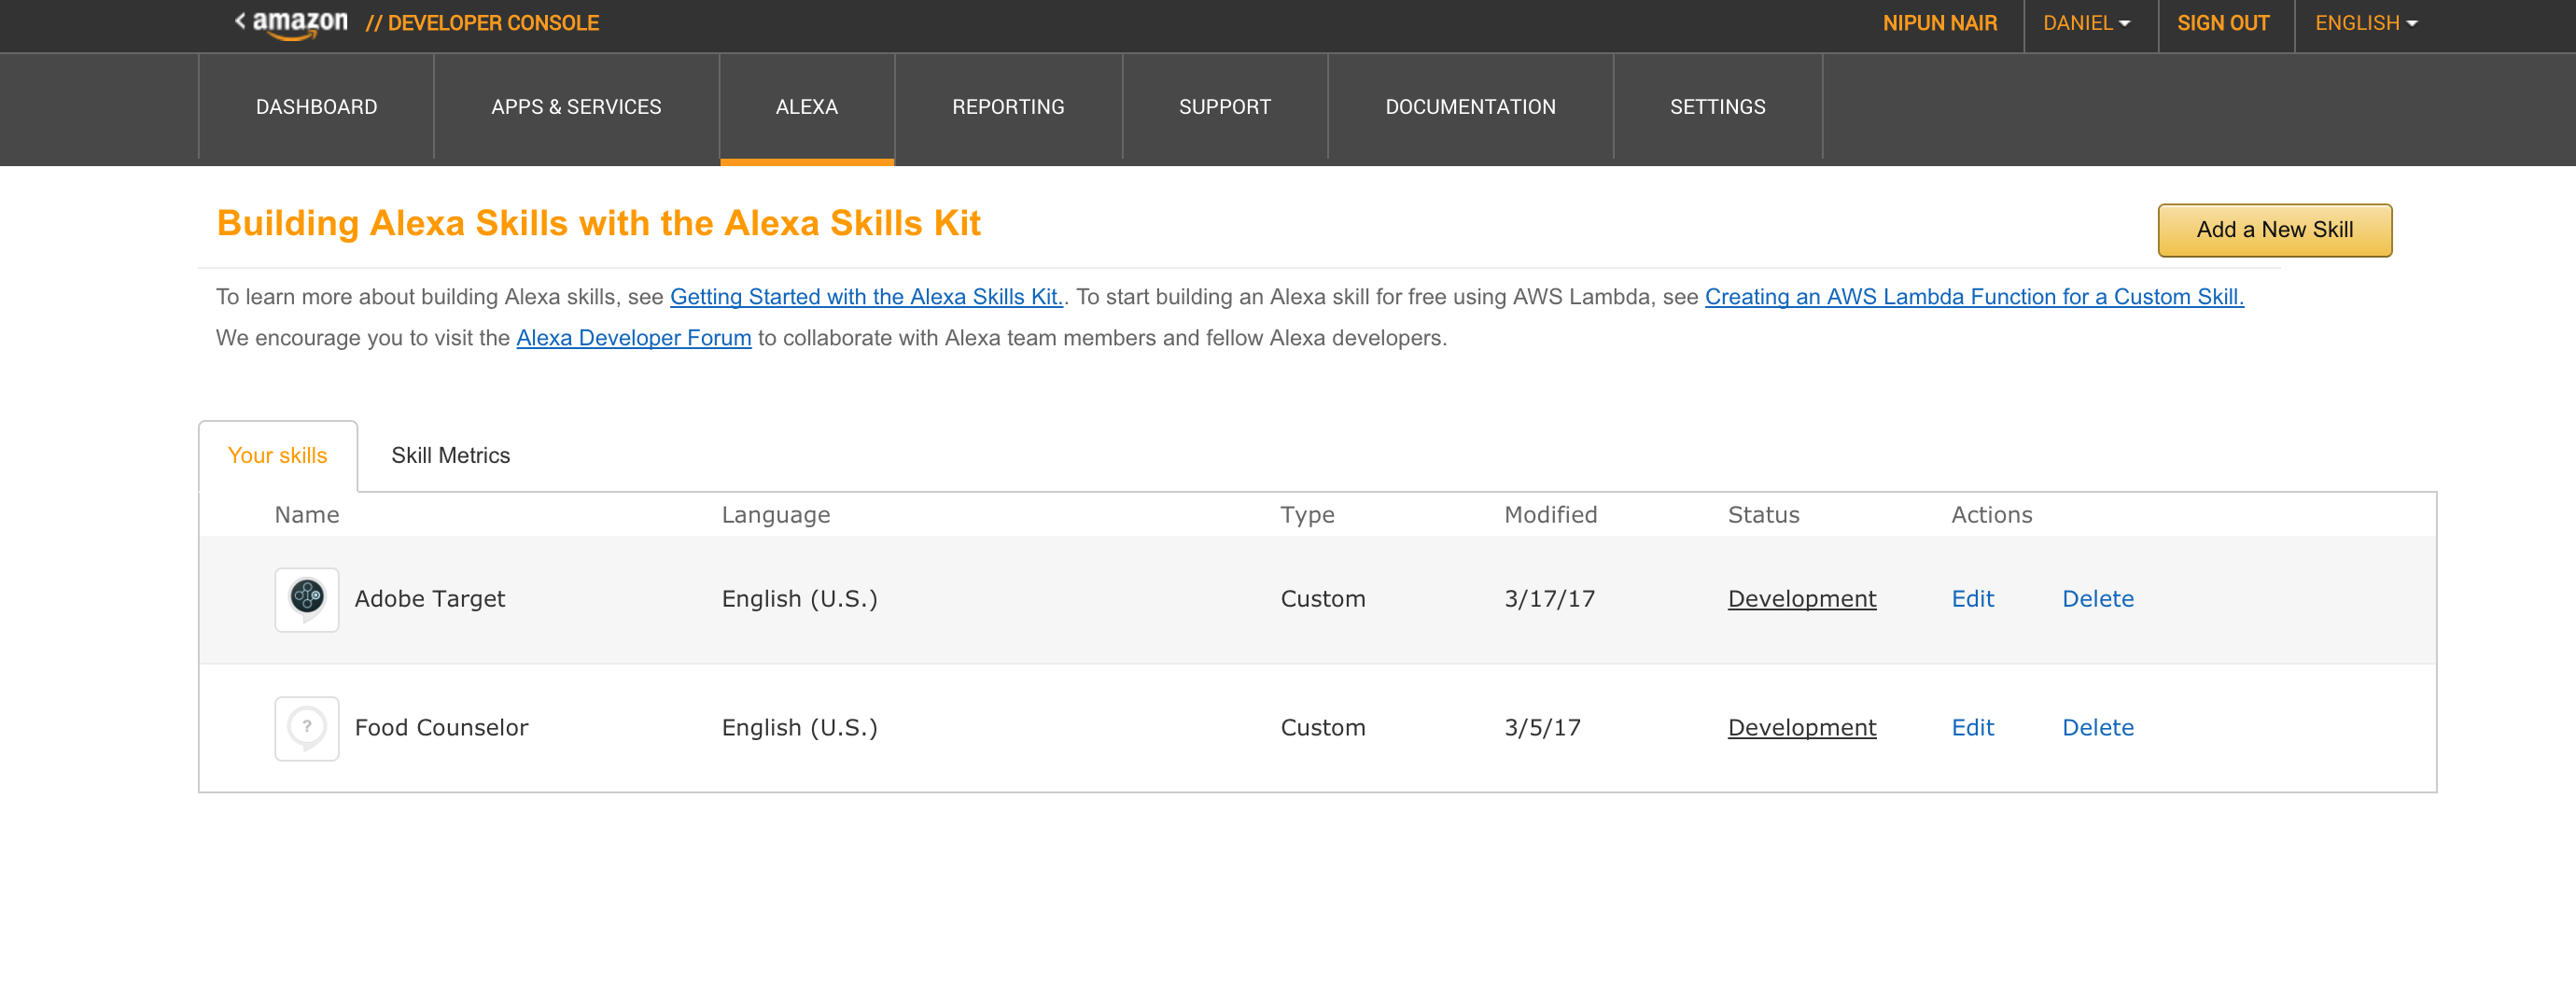 < amazon // DEVELOPER CONSOLE NIPUN NAIR DANIEL SIGN OUT ENGLISH
DASHBOARD APPS & SERVICES ALEXA REPORTING SUPPORT DOCUMENTATION SETTINGS
Building Alexa Skills with the Alexa Skills Kit
Add a New Skill
To learn more about building Alexa skills, see Getting Started with the Alexa Skills Kit.. To start building an Alexa skill for free using AWS Lambda, see Creating an AWS Lambda Function for a Custom Skill.
We encourage you to visit the Alexa Developer Forum to collaborate with Alexa team members and fellow Alexa developers.
Your skills Skill Metrics
Name Language Type Modified Status Actions
Adobe Target English (U.S.) Custom 3/17/17 Development Edit Delete
? Food Counselor English (U.S.) Custom 3/5/17 Development Edit Delete